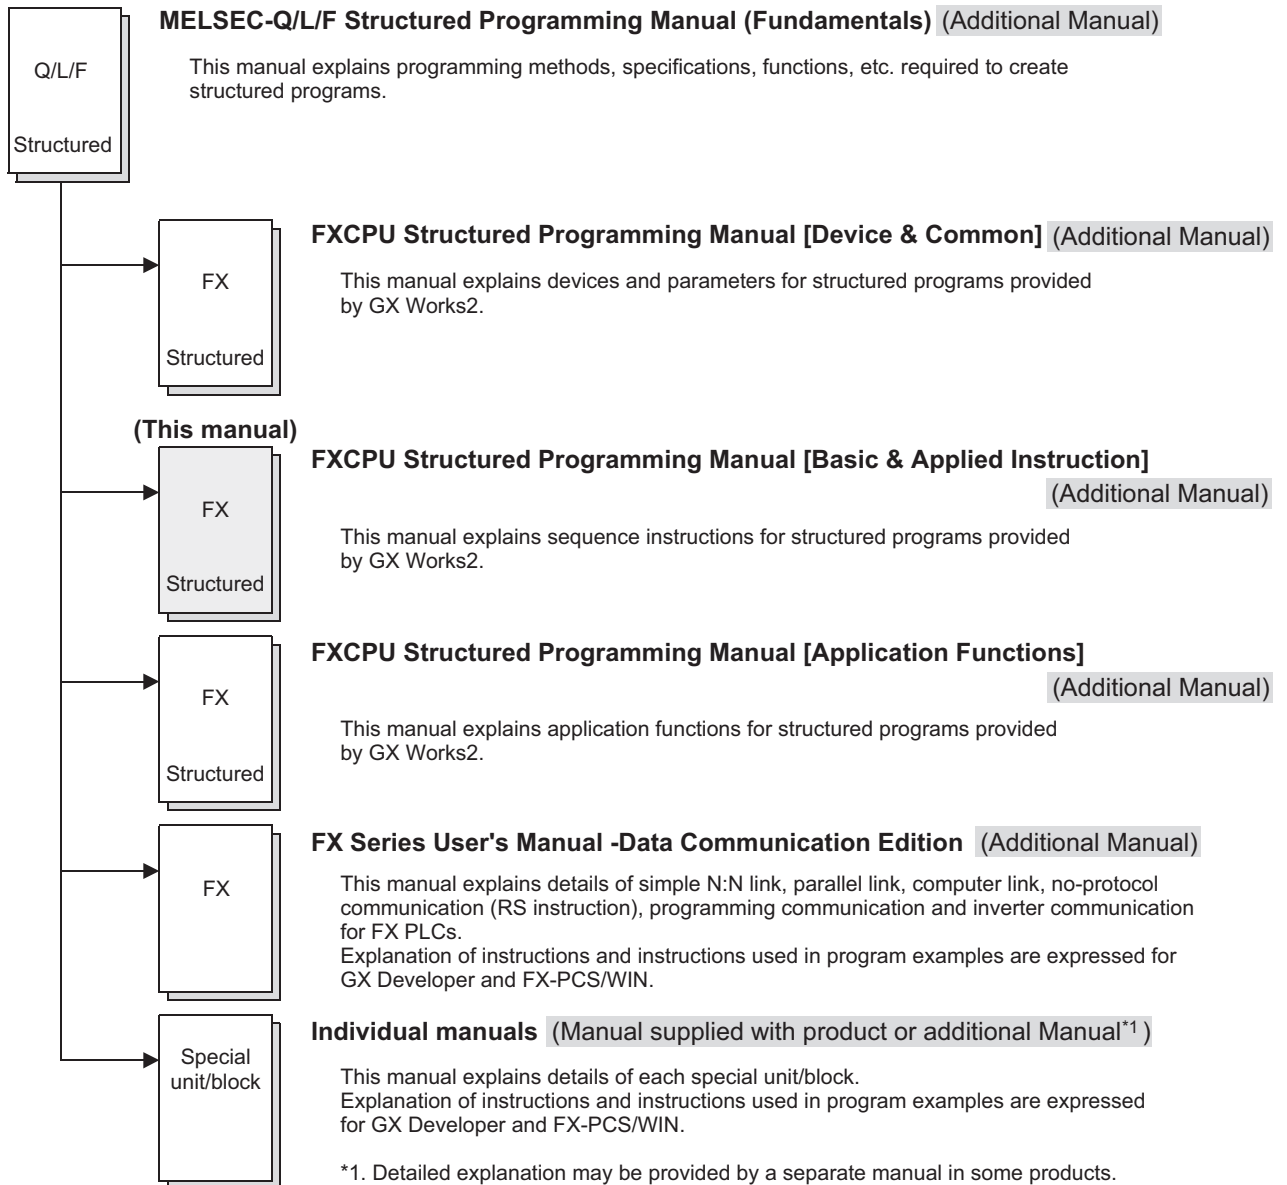 MELSEC-Q/L/F Structured Programming Manual (Fundamentals) (Additional Manual)
Q/L/F
Structured
This manual explains programming methods, specifications, functions, etc. required to create
structured programs.
FXCPU Structured Programming Manual [Device & Common] (Additional Manual)
FX
Structured
This manual explains devices and parameters for structured programs provided
by GX Works2.
(This manual)
FXCPU Structured Programming Manual [Basic & Applied Instruction]
(Additional Manual)
FX
Structured
This manual explains sequence instructions for structured programs provided
by GX Works2.
FXCPU Structured Programming Manual [Application Functions]
(Additional Manual)
FX
Structured
This manual explains application functions for structured programs provided
by GX Works2.
FX Series User's Manual -Data Communication Edition (Additional Manual)
FX
This manual explains details of simple N:N link, parallel link, computer link, no-protocol
communication (RS instruction), programming communication and inverter communication
for FX PLCs.
Explanation of instructions and instructions used in program examples are expressed for
GX Developer and FX-PCS/WIN.
Individual manuals (Manual supplied with product or additional Manual*1 )
Special
unit/block
This manual explains details of each special unit/block.
Explanation of instructions and instructions used in program examples are expressed
for GX Developer and FX-PCS/WIN.
*1. Detailed explanation may be provided by a separate manual in some products.